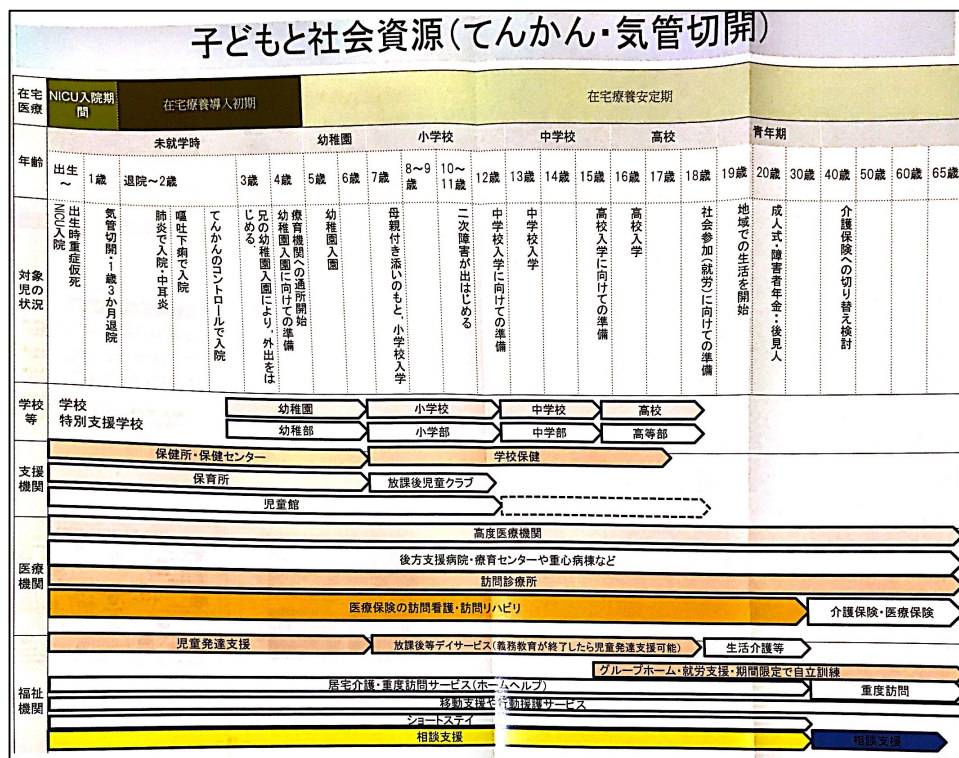 子どもと社会資源(てんかん・気管切開)
在宅医療
NICU入院期間
在宅療養導入初期
在宅療養安定期
年齢
未就学時
幼稚園
小学校
中学校
高校
青年期
出生～
1歳
退院～2歳
3歳
4歳
5歳
6歳
7歳
8～9歳
10～11歳
12歳
13歳
14歳
15歳
16歳
17歳
18歳
19歳
20歳
30歳
40歳
50歳
60歳
65歳
対象児の状況
出生時重症仮死
NICU入院
気管切開・1歳3か月退院
肺炎で入院・中耳炎
嘔吐下痢で入院
てんかんのコントロールで入院
兄の幼稚園入園により、外出をはじめる。
療育機関への通所開始
幼稚園入園に向けての準備
幼稚園入園
母親付き添いのもと、小学校入学
二次障害が出はじめる
中学校入学に向けての準備
中学校入学
高校入学に向けての準備
高校入学
社会参加(就労)に向けての準備
地域での生活を開始
成人式・障害者年金・後見人
介護保険への切り替え検討
学校等
学校
幼稚園
小学校
中学校
高校
特別支援学校
幼稚部
小学部
中学部
高等部
支援機関
保健所・保健センター
学校保健
保育所
放課後児童クラブ
児童館
医療機関
高度医療機関
後方支援病院・療育センターや重心病棟など
訪問診療所
医療保険の訪問看護・訪問リハビリ
介護保険・医療保険
福祉機関
児童発達支援
放課後等デイサービス(義務教育が終了したら児童発達支援可能)
生活介護等
グループホーム・就労支援・期間限定で自立訓練
居宅介護・重度訪問サービス(ホームヘルプ)
重度訪問
移動支援や行動援護サービス
ショートステイ
相談支援
相談支援